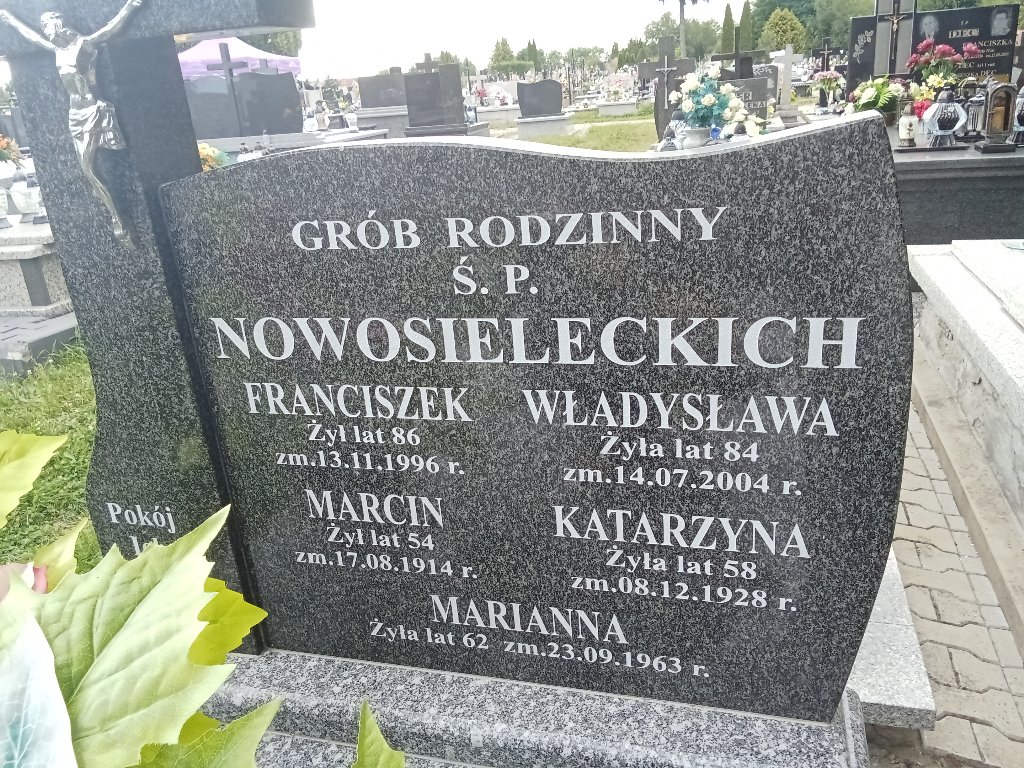 GRÓB RODZINNY
Ś. P.
NOWOSIELECKICH
FRANCISZEK
Żył lat 86
zm.13.11.1996 r.
WŁADYSŁAWA
Żyła lat 84
zm.14.07.2004 r.
MARCIN
Żył lat 54
zm.17.08.1914 r.
KATARZYNA
Żyła lat 58
zm.08.12.1928 r.
MARIANNA
Żyła lat 62 zm.23.09.1963 r.
Pokój
DEC